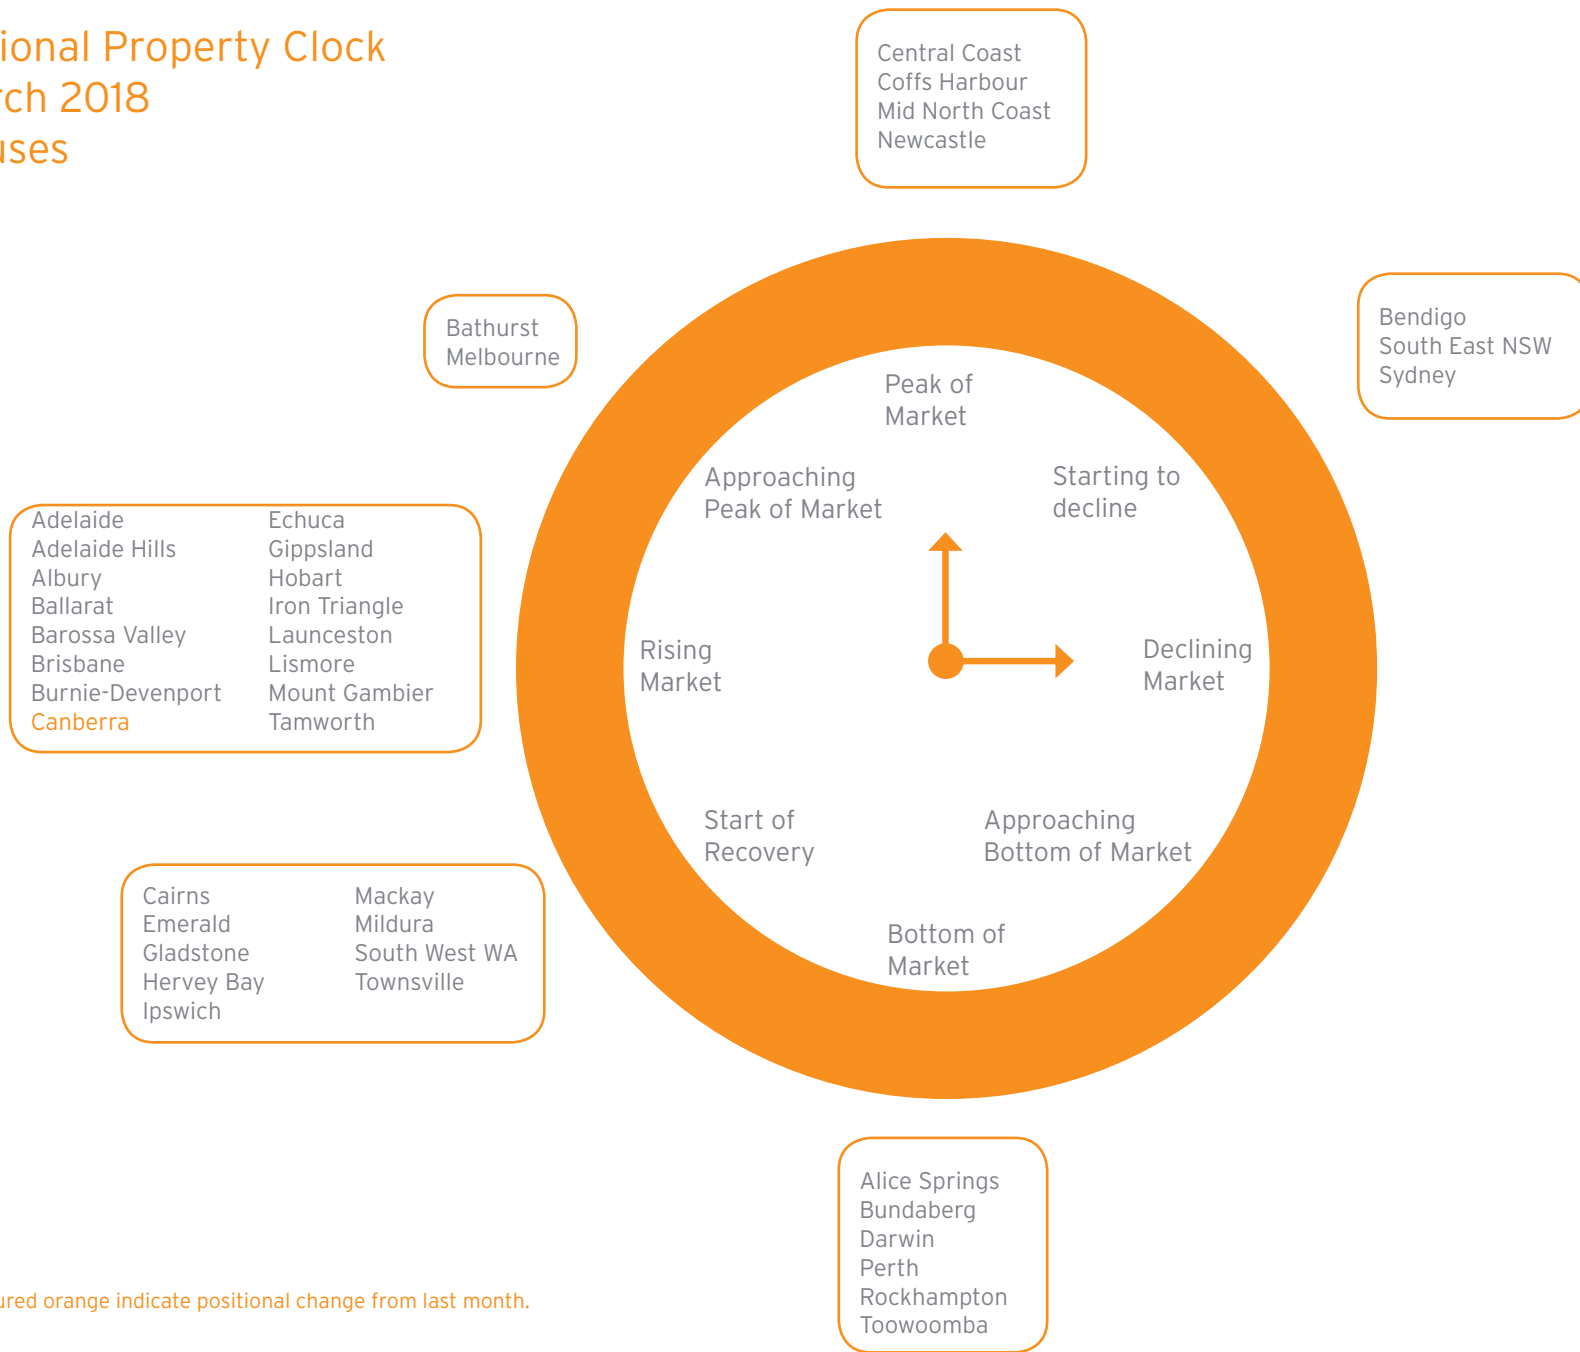 ional Property Clock
rch 2018
uses
Central Coast
Coffs Harbour
Mid North Coast
Newcastle
Bathurst
Melbourne
Bendigo
South East NSW
Sydney
Peak of
Market
Approaching
Peak of Market
Starting to
decline
Adelaide
Adelaide Hills
Albury
Ballarat
Barossa Valley
Brisbane
Burnie-Devenport
Canberra
Echuca
Gippsland
Hobart
Iron Triangle
Launceston
Lismore
Mount Gambier
Tamworth
Rising
Market
Declining
Market
Start of
Recovery
Approaching
Bottom of Market
Bottom of
Market
Cairns
Emerald
Gladstone
Hervey Bay
Ipswich
Mackay
Mildura
South West WA
Townsville
Alice Springs
Bundaberg
Darwin
Perth
Rockhampton
Toowoomba
ured orange indicate positional change from last month.